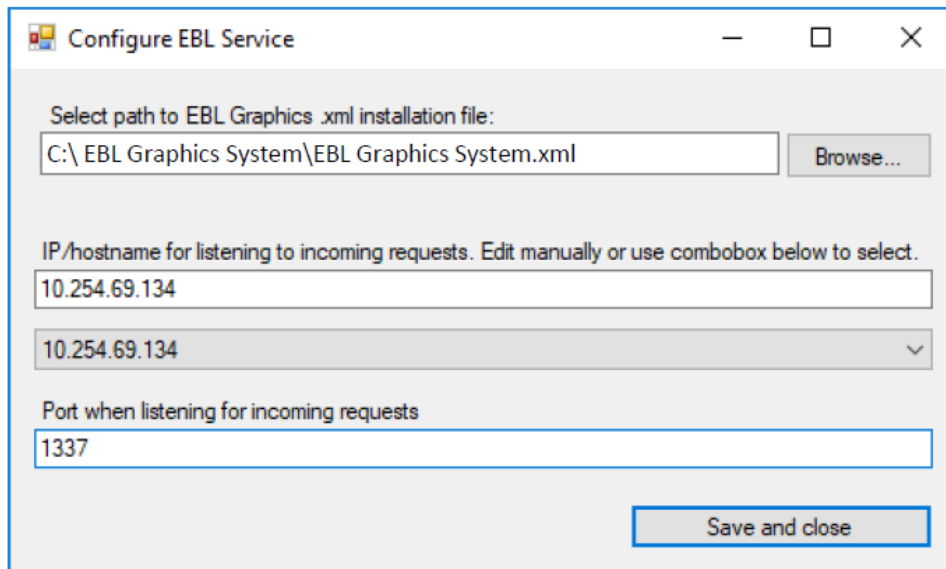 Configure EBL Service
Select path to EBL Graphics .xml installation file:
C:\ EBL Graphics System\EBL Graphics System.xml
Browse...
IP/hostname for listening to incoming requests. Edit manually or use combobox below to select.
10.254.69.134
10.254.69.134
Port when listening for incoming requests
1337
Save and close